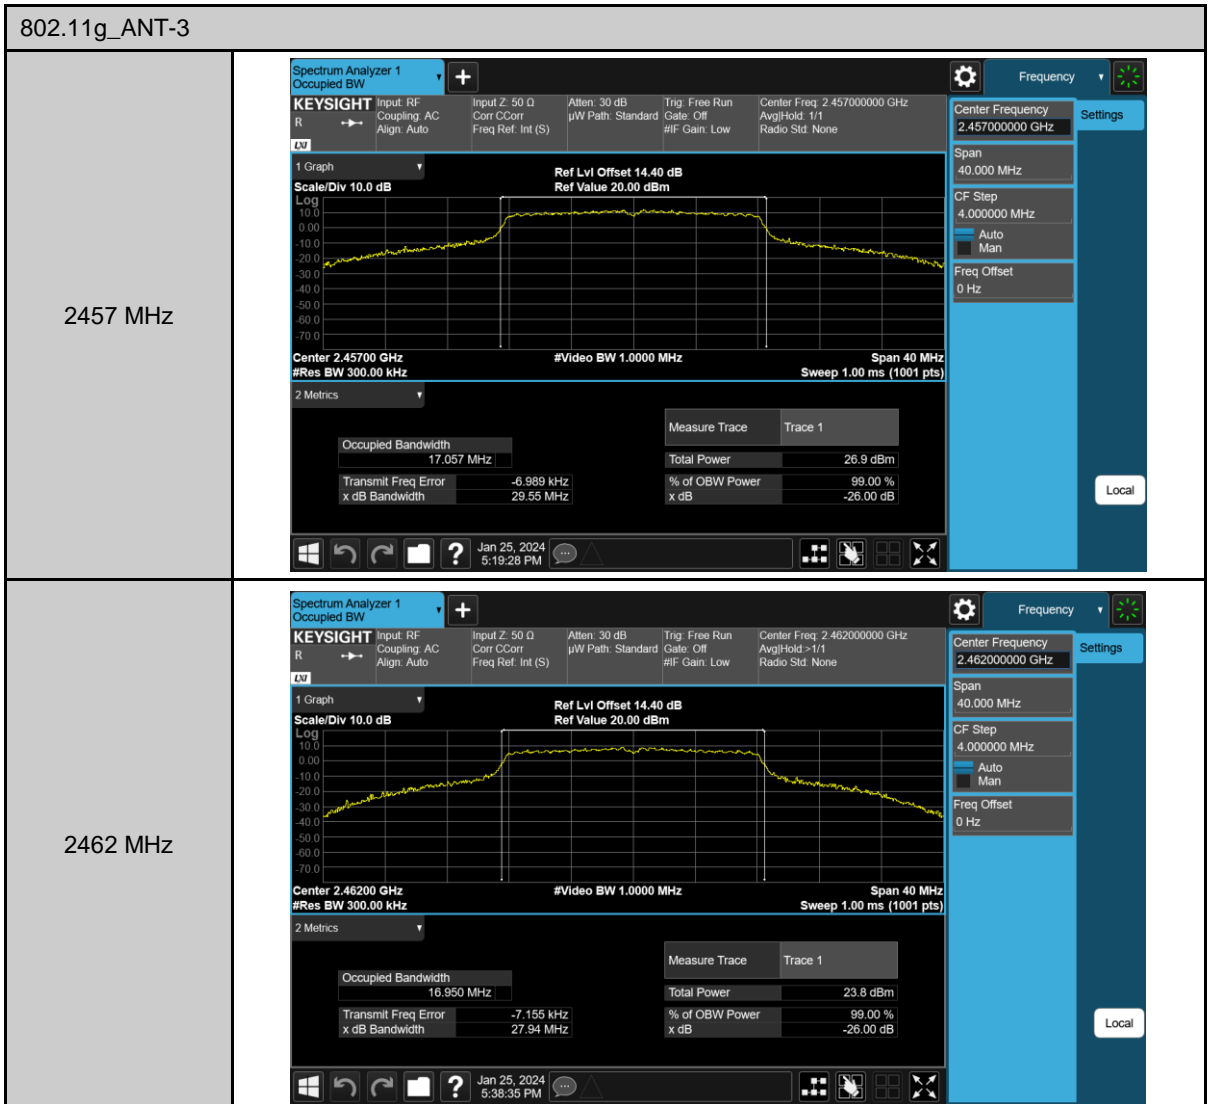 802.11g_ANT-3
2457 MHz
Spectrum Analyzer 1
Occupied BW
Frequency
KEYSIGHT
R
LXI
Input: RF
Coupling: AC
Align: Auto
Input Z: 50 Ω
Corr CCorr
Freq Ref: Int (S)
Atten: 30 dB
µW Path: Standard
Trig: Free Run
Gate: Off
#IF Gain: Low
Center Freq: 2.457000000 GHz
Avg|Hold: 1/1
Radio Std: None
Center Frequency
2.457000000 GHz
Settings
Span
40.000 MHz
CF Step
4.000000 MHz
Auto
Man
Freq Offset
0 Hz
Local
1 Graph
Scale/Div 10.0 dB
Ref Lvl Offset 14.40 dB
Ref Value 20.00 dBm
Log
10.0
0.00
-10.0
-20.0
-30.0
-40.0
-50.0
-60.0
-70.0
Center 2.45700 GHz
#Video BW 1.0000 MHz
Span 40 MHz
#Res BW 300.00 kHz
Sweep 1.00 ms (1001 pts)
2 Metrics
Measure Trace Trace 1
Occupied Bandwidth
17.057 MHz
Total Power 26.9 dBm
Transmit Freq Error -6.989 kHz
% of OBW Power 99.00 %
x dB Bandwidth 29.55 MHz
x dB -26.00 dB
?
Jan 25, 2024
5:19:28 PM
2462 MHz
Spectrum Analyzer 1
Occupied BW
Frequency
KEYSIGHT
R
LXI
Input: RF
Coupling: AC
Align: Auto
Input Z: 50 Ω
Corr CCorr
Freq Ref: Int (S)
Atten: 30 dB
µW Path: Standard
Trig: Free Run
Gate: Off
#IF Gain: Low
Center Freq: 2.462000000 GHz
Avg|Hold:>1/1
Radio Std: None
Center Frequency
2.462000000 GHz
Settings
Span
40.000 MHz
CF Step
4.000000 MHz
Auto
Man
Freq Offset
0 Hz
Local
1 Graph
Scale/Div 10.0 dB
Ref Lvl Offset 14.40 dB
Ref Value 20.00 dBm
Log
10.0
0.00
-10.0
-20.0
-30.0
-40.0
-50.0
-60.0
-70.0
Center 2.46200 GHz
#Video BW 1.0000 MHz
Span 40 MHz
#Res BW 300.00 kHz
Sweep 1.00 ms (1001 pts)
2 Metrics
Measure Trace Trace 1
Occupied Bandwidth
16.950 MHz
Total Power 23.8 dBm
Transmit Freq Error -7.155 kHz
% of OBW Power 99.00 %
x dB Bandwidth 27.94 MHz
x dB -26.00 dB
?
Jan 25, 2024
5:38:35 PM